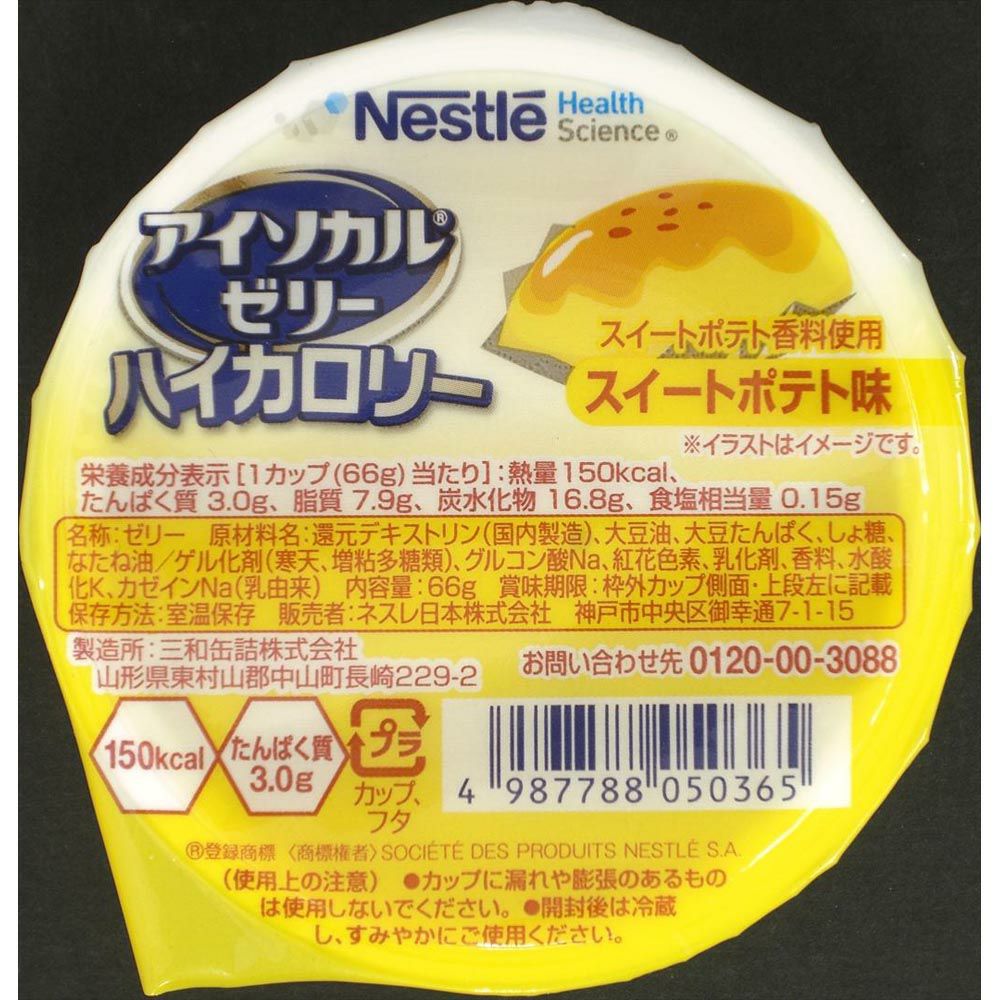 Nestlé Health Science®
アイソカル®
ゼリー
ハイカロリー
スイートポテト香料使用
スイートポテト味
※イラストはイメージです。
栄養成分表示[1カップ(66g)当たり]:熱量150kcal、
たんぱく質 3.0g、脂質 7.9g、炭水化物 16.8g、食塩相当量 0.15g
名称:ゼリー 原材料名:還元デキストリン(国内製造)、大豆油、大豆たんぱく、しょ糖、
なたね油/ゲル化剤(寒天、増粘多糖類)、グルコン酸Na、紅花色素、乳化剤、香料、水酸
化K、カゼインNa(乳由来) 内容量:66g 賞味期限:枠外カップ側面・上段左に記載
保存方法:室温保存 販売者:ネスレ日本株式会社 神戸市中央区御幸通7-1-15
製造所:三和缶詰株式会社
山形県東村山郡中山町長崎229-2
お問い合わせ先 0120-00-3088
150kcal
たんぱく質
3.0g
プラ
カップ、
フタ
4 987788 050365
®登録商標 〈商標権者〉SOCIÉTÉ DES PRODUITS NESTLÉ S.A.
(使用上の注意) ●カップに漏れや膨張のあるもの
は使用しないでください。●開封後は冷蔵
し、すみやかにご使用ください。